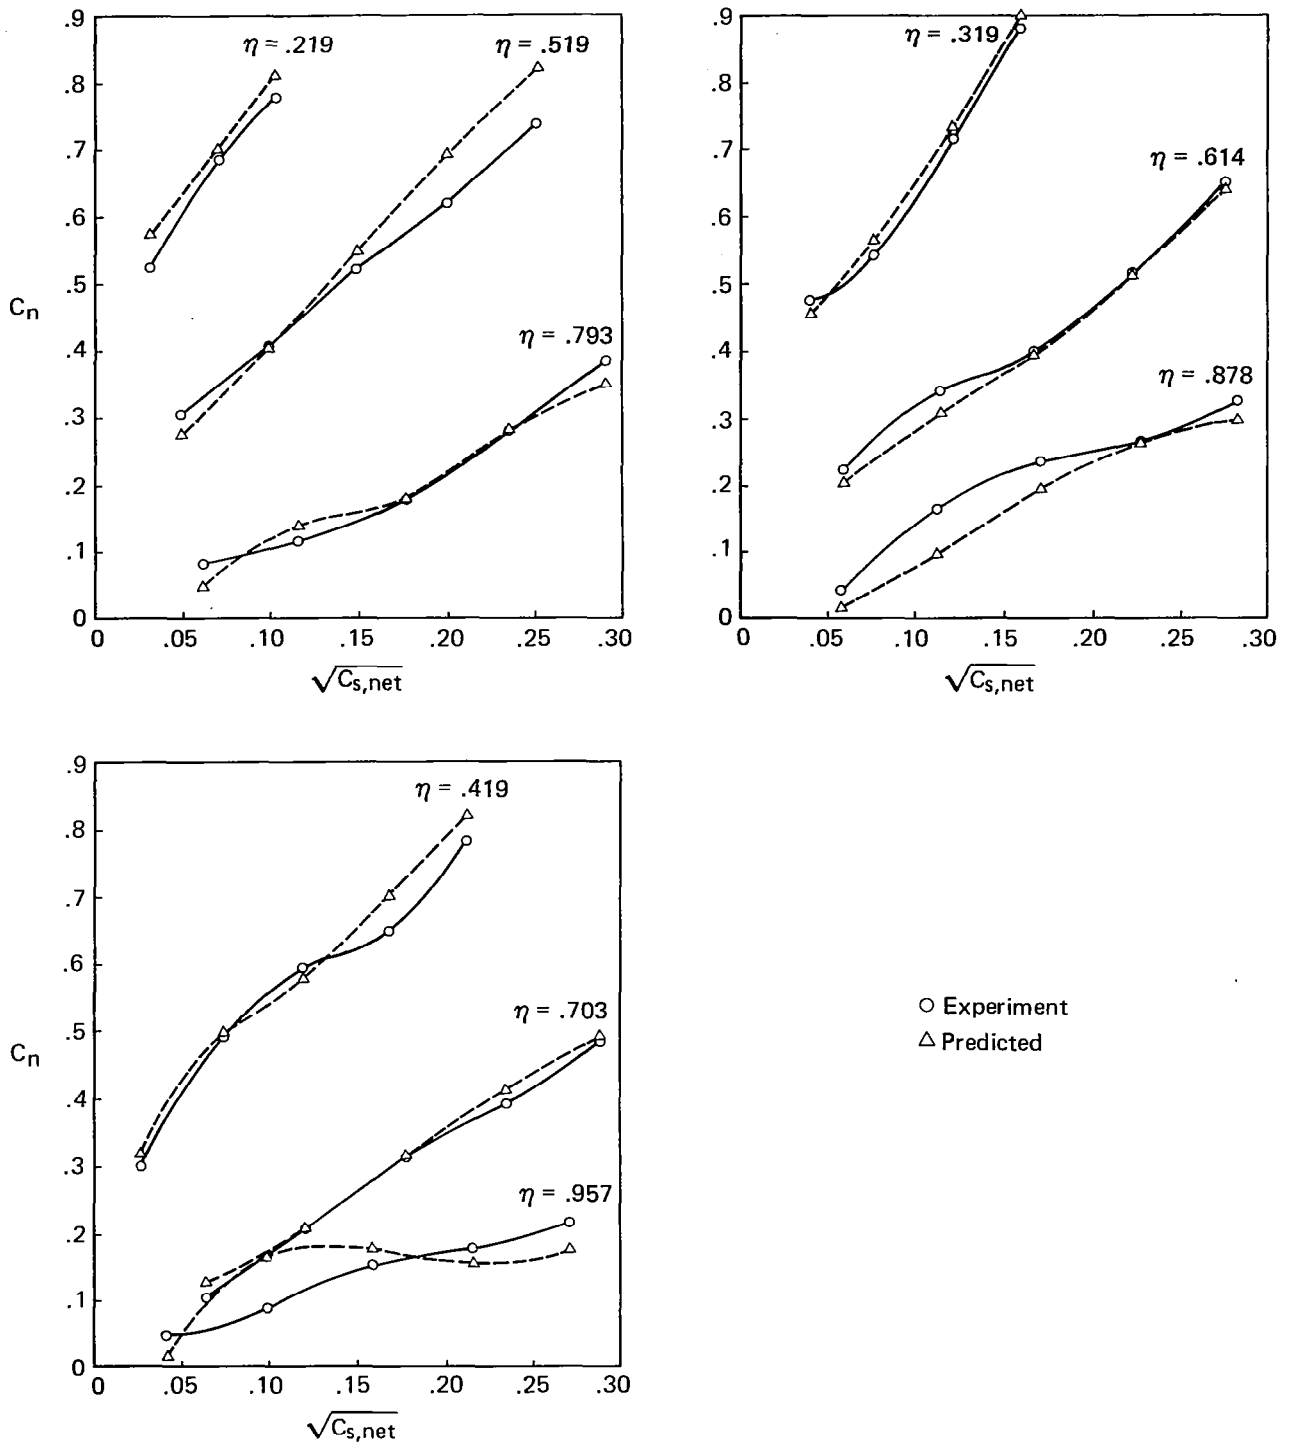 .9
.8
.7
.6
.5
.4
.3
.2
.1
0
Cn
η = .219
η = .519
η = .793
0 .05 .10 .15 .20 .25 .30
√Cs,net
.9
.8
.7
.6
.5
.4
.3
.2
.1
0
η = .319
η = .614
η = .878
0 .05 .10 .15 .20 .25 .30
√Cs,net
.9
.8
.7
.6
.5
.4
.3
.2
.1
0
Cn
η = .419
η = .703
η = .957
0 .05 .10 .15 .20 .25 .30
√Cs,net
Experiment
Predicted